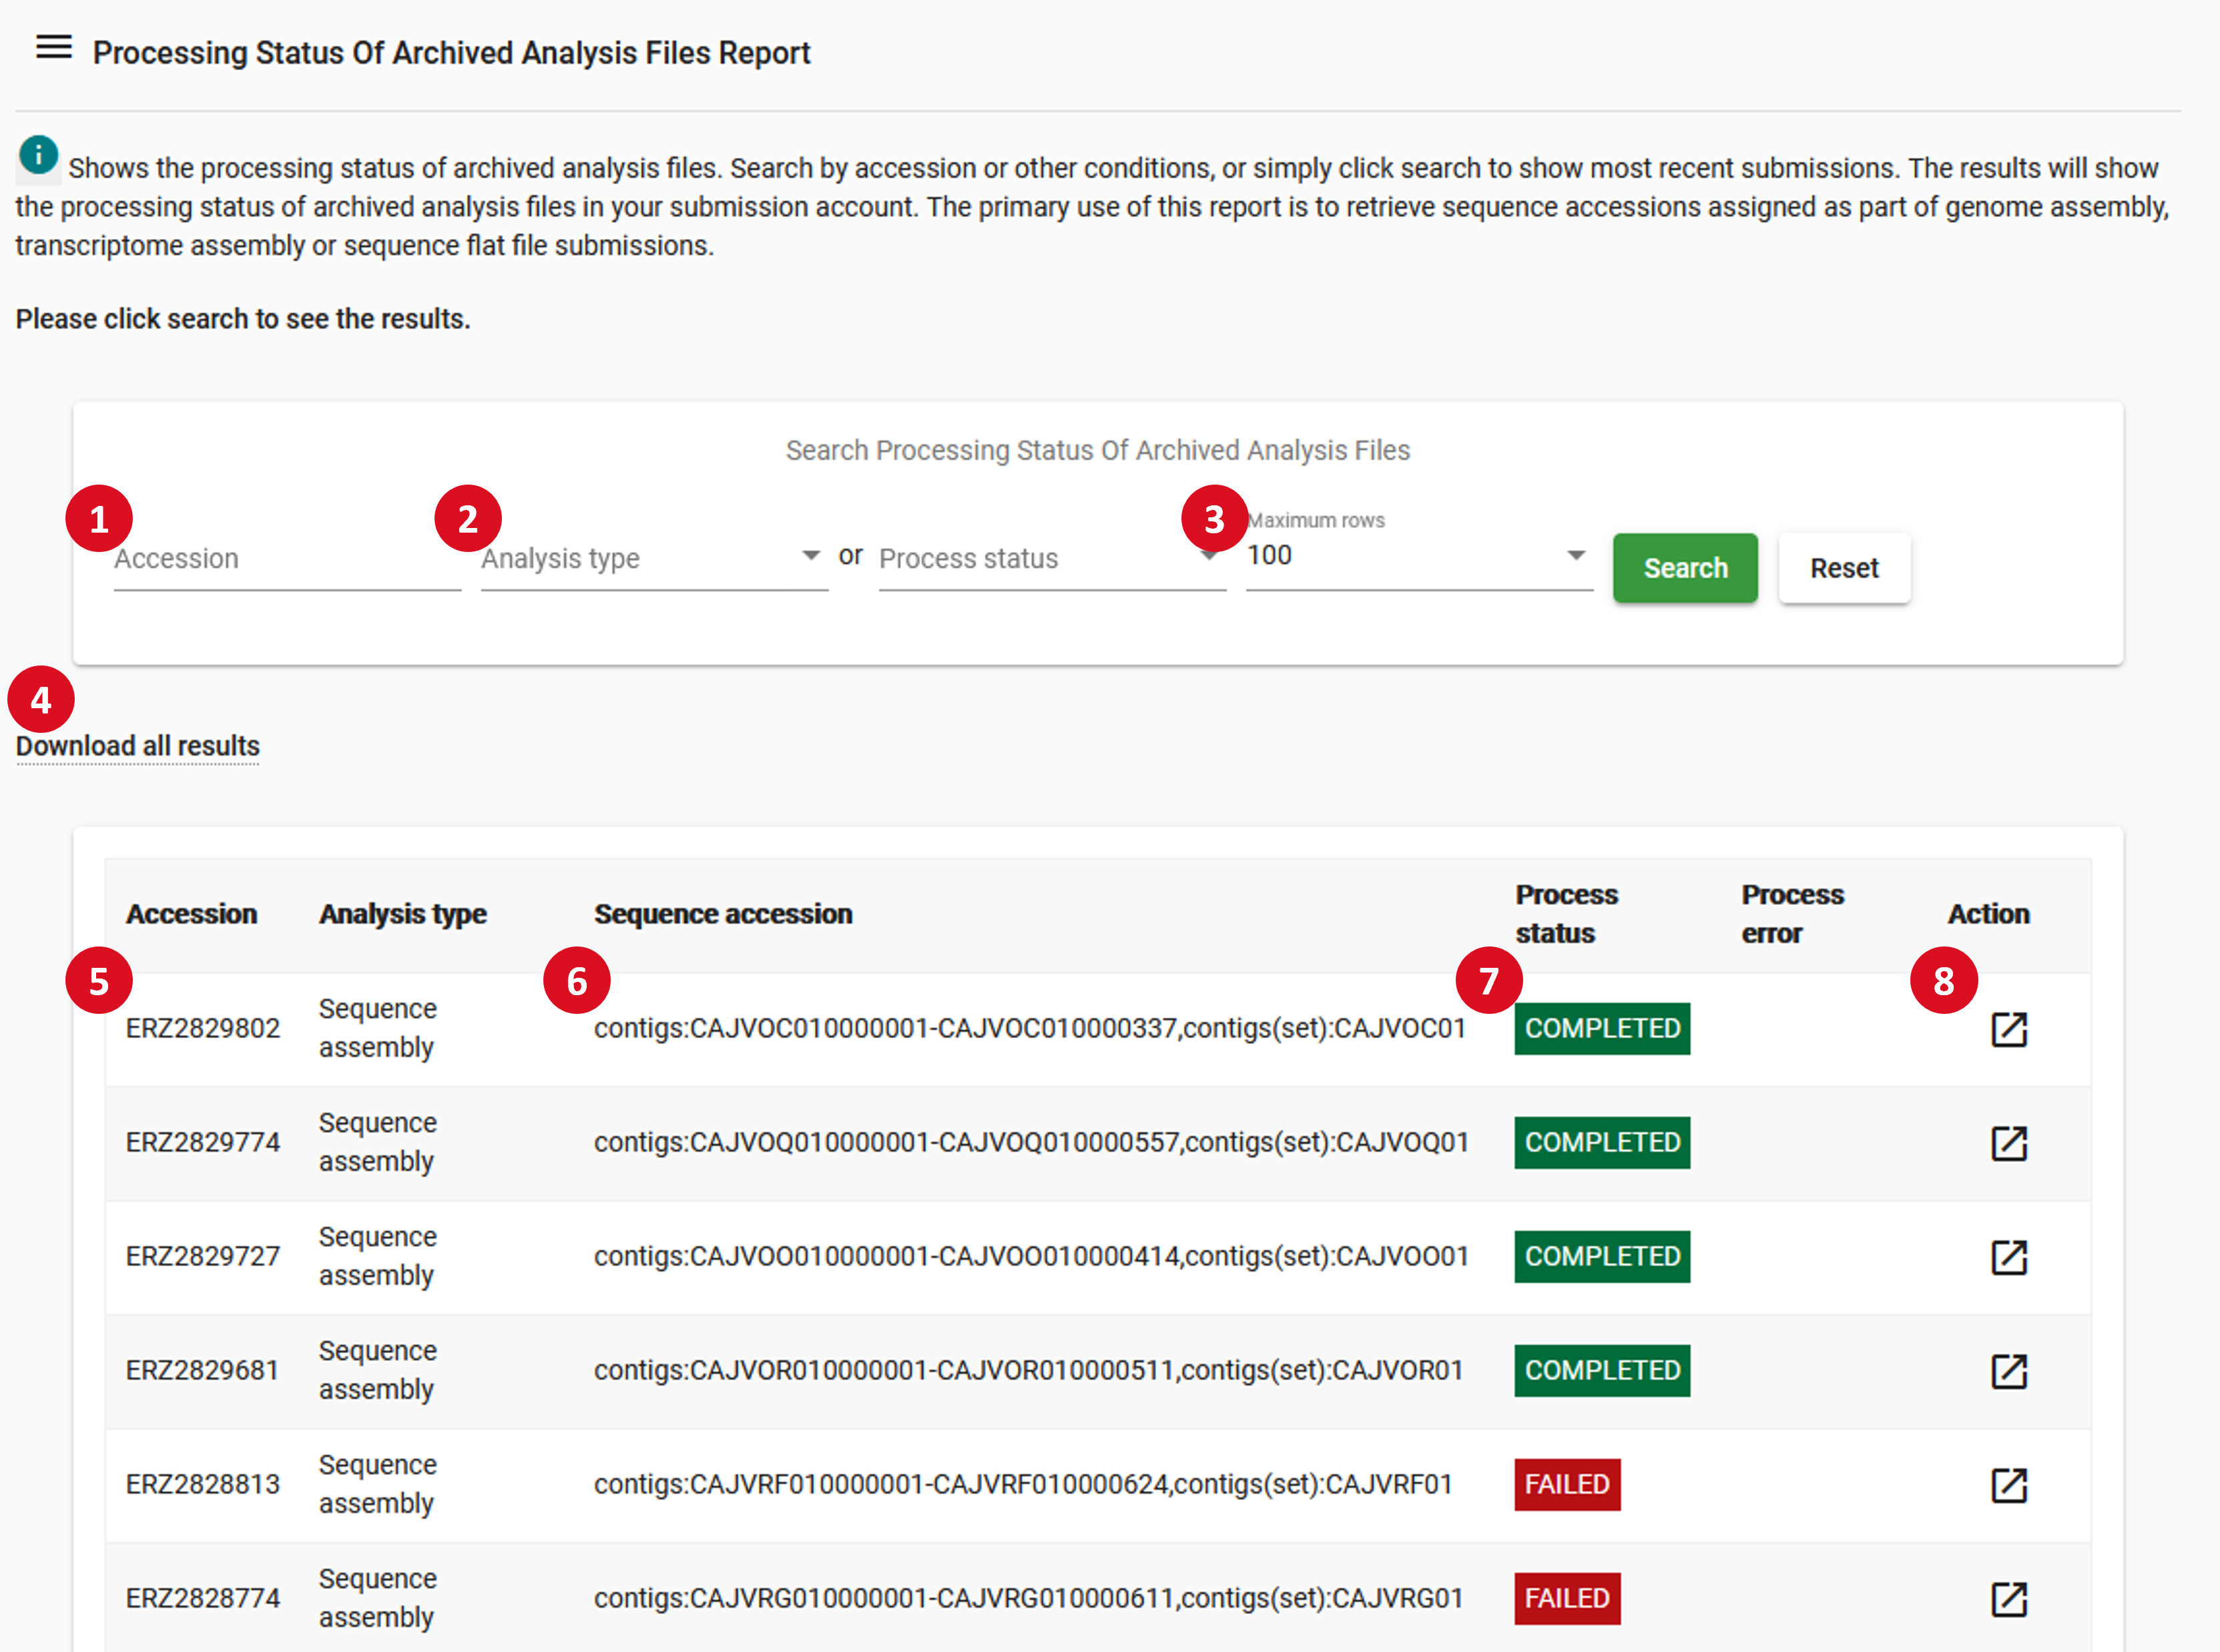 Processing Status Of Archived Analysis Files Report
i Shows the processing status of archived analysis files. Search by accession or other conditions, or simply click search to show most recent submissions. The results will show
the processing status of archived analysis files in your submission account. The primary use of this report is to retrieve sequence accessions assigned as part of genome assembly,
transcriptome assembly or sequence flat file submissions.
Please click search to see the results.
Search Processing Status Of Archived Analysis Files
1 2 3 Maximum rows
Accession Analysis type or Process status 100 Search Reset
4
Download all results
Accession Analysis type Sequence accession Process status Process error Action
5 6 7 8
ERZ2829802 Sequence assembly contigs:CAJVOC010000001-CAJVOC010000337,contigs(set):CAJVOC01 COMPLETED
ERZ2829774 Sequence assembly contigs:CAJVOQ010000001-CAJVOQ010000557,contigs(set):CAJVOQ01 COMPLETED
ERZ2829727 Sequence assembly contigs:CAJVOO010000001-CAJVOO010000414,contigs(set):CAJVOO01 COMPLETED
ERZ2829681 Sequence assembly contigs:CAJVOR010000001-CAJVOR010000511,contigs(set):CAJVOR01 COMPLETED
ERZ2828813 Sequence assembly contigs:CAJVRF010000001-CAJVRF010000624,contigs(set):CAJVRF01 FAILED
ERZ2828774 Sequence assembly contigs:CAJVRG010000001-CAJVRG010000611,contigs(set):CAJVRG01 FAILED